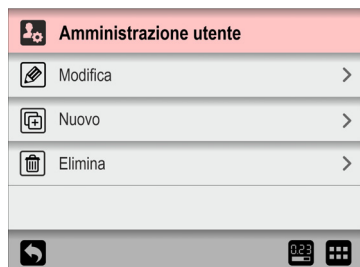 Amministrazione utente
Modifica
Nuovo
Elimina
0.23